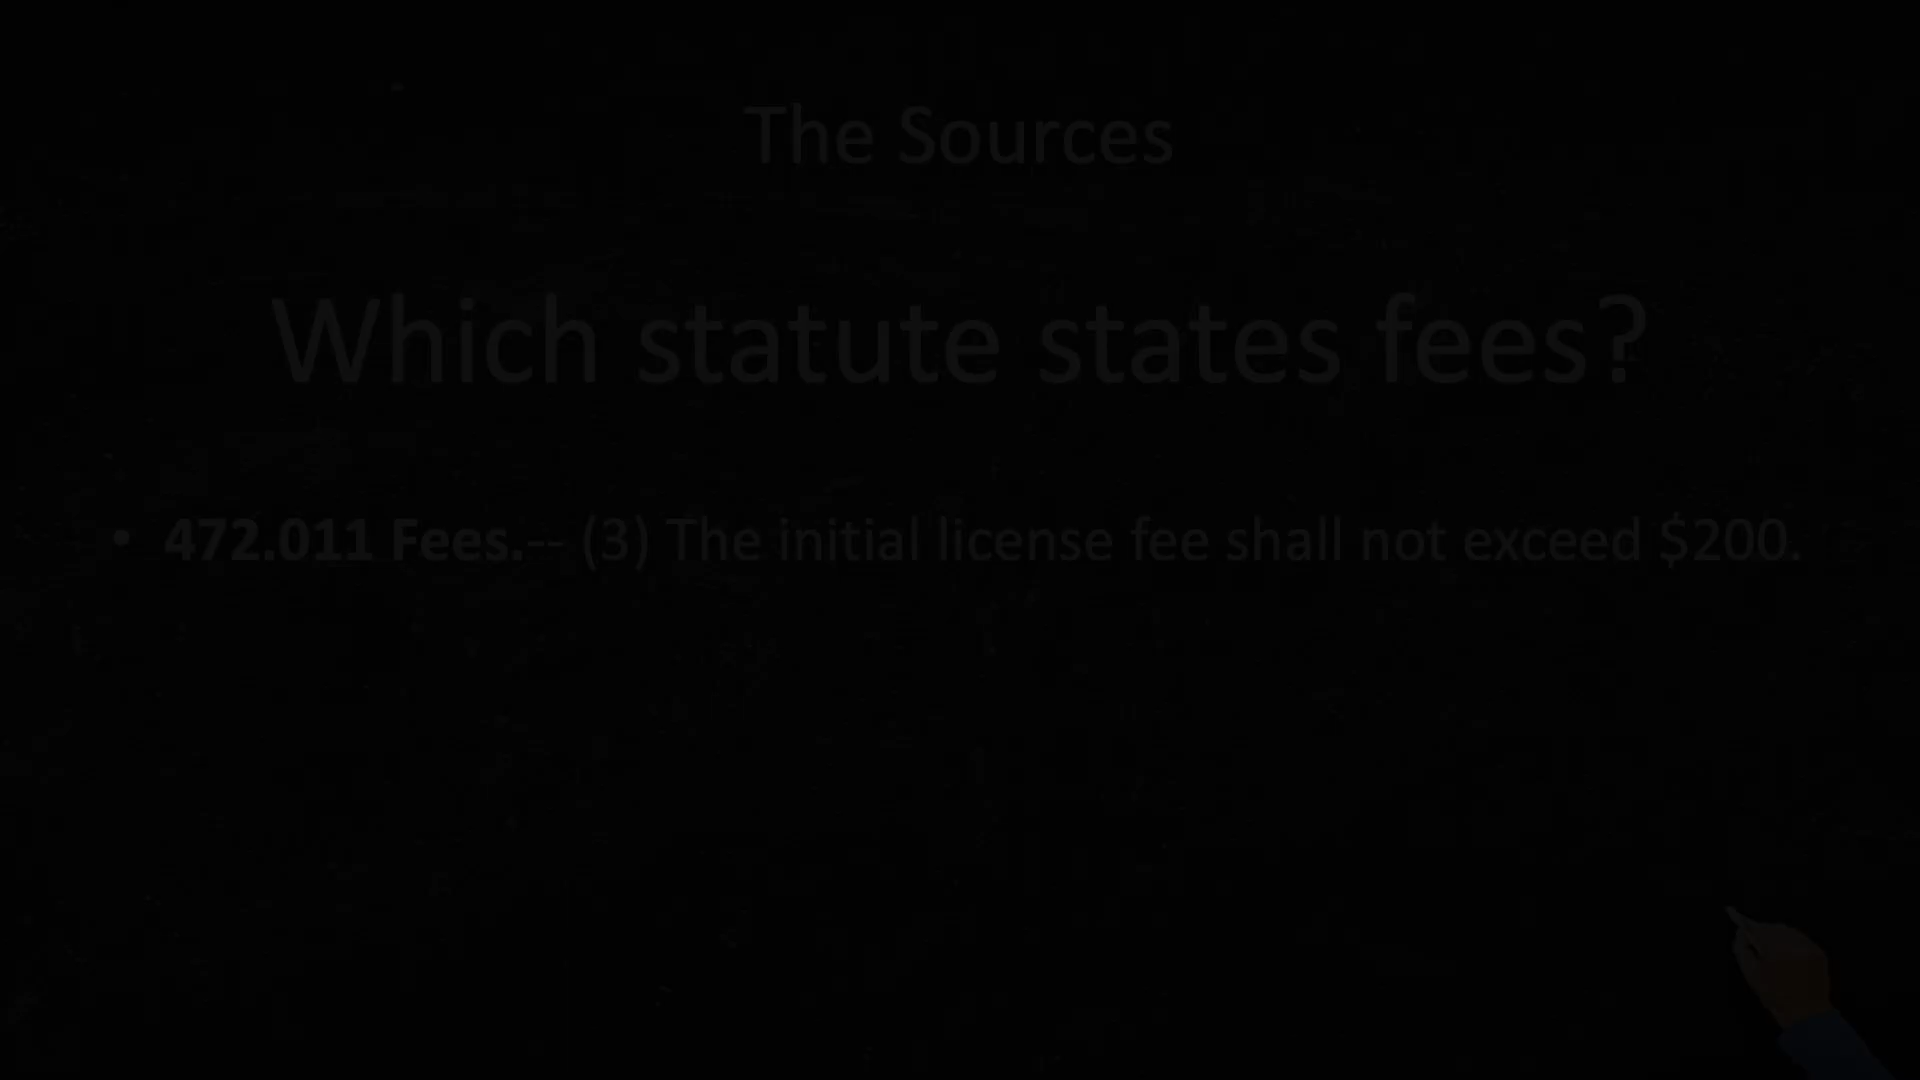 The Sources
Which statute states fees?
• 472.011 Fees.-- (3) The initial license fee shall not exceed $200.